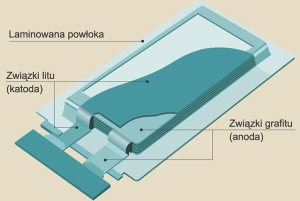 Laminowana powłoka
Związki litu
(katoda)
Związki grafitu
(anoda)